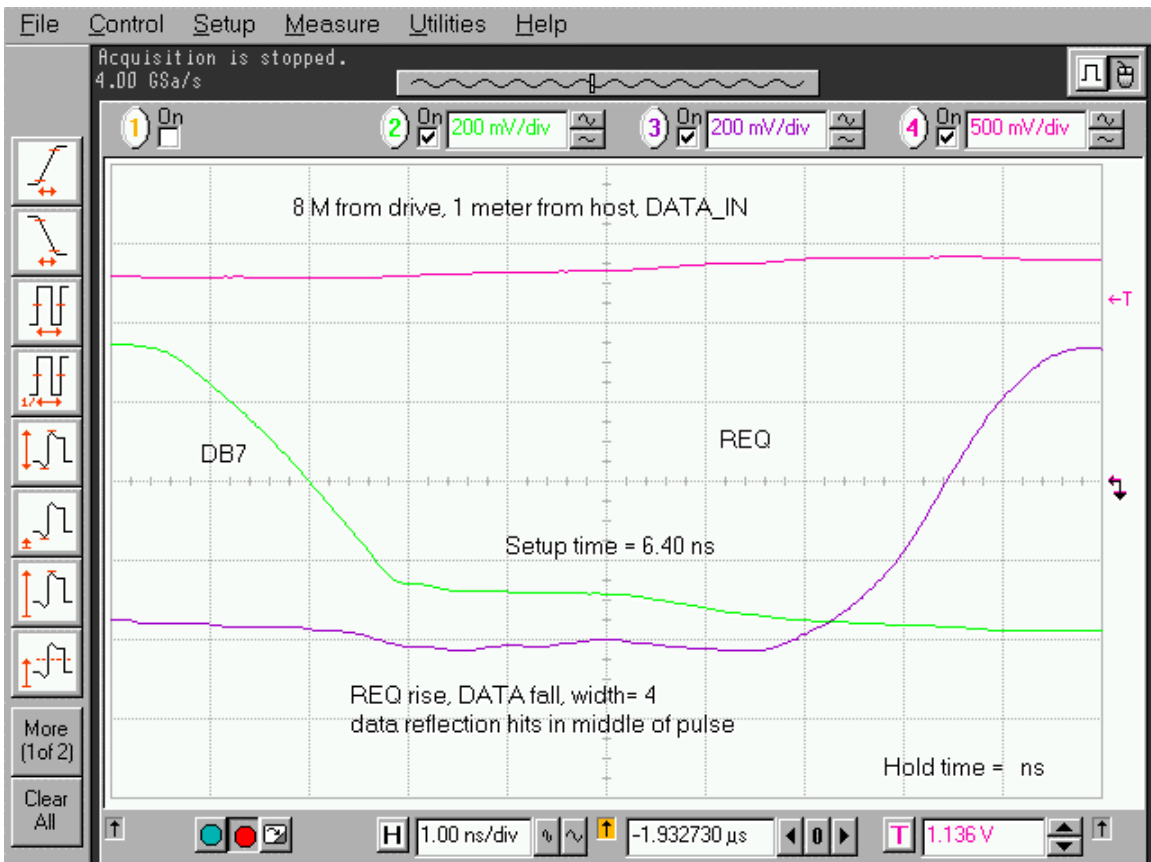 File Control Setup Measure Utilities Help
Acquisition is stopped.
4.00 GSa/s
1 On 2 On 200 mV/div 3 On 200 mV/div 4 On 500 mV/div
8 M from drive, 1 meter from host, DATA_IN
T
DB7
REQ
Setup time = 6.40 ns
REQ rise, DATA fall, width= 4
data reflection hits in middle of pulse
Hold time = ns
1/
More
(1of 2)
Clear
All
H 1.00 ns/div -1.932730 µs 0 T 1.136 V